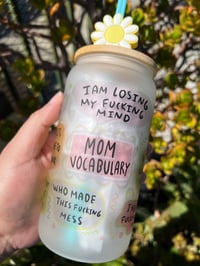 I AM LOSING
MY FUCKING
MIND
MOM
VOCABULARY
WHO MADE
THIS FUCKING
MESS